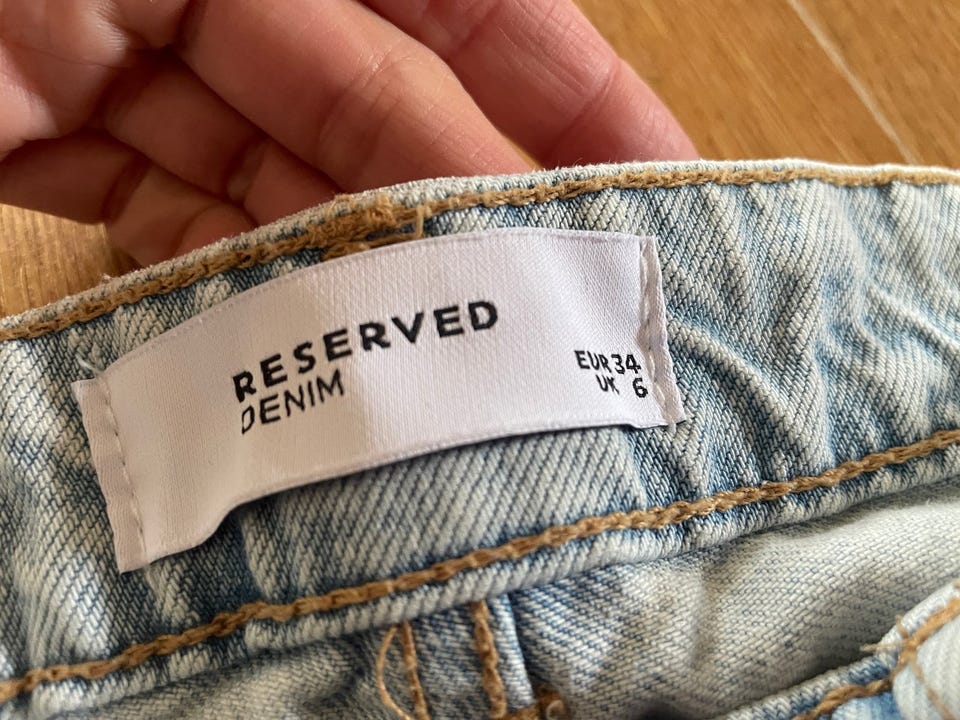 RESERVED
DENIM
EUR 34
UK 6